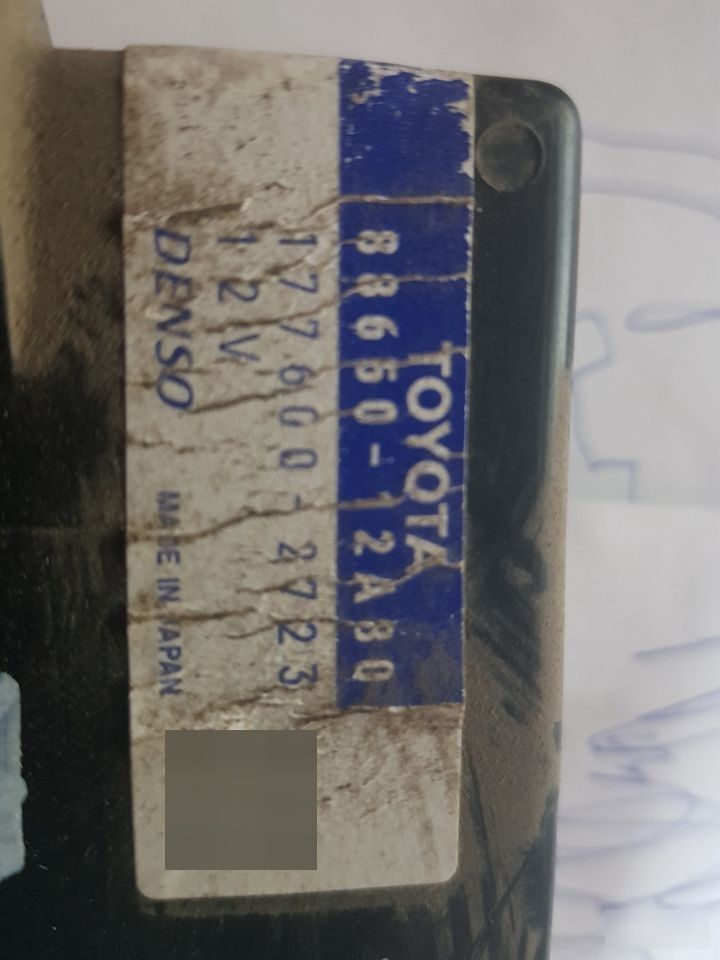 TOYOTA
88650-12A30
177600-2723
12V
DENSO MADE IN JAPAN